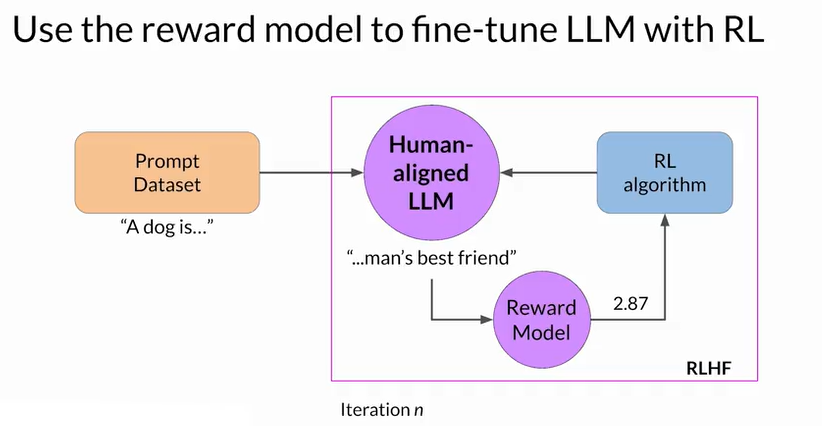 Use the reward model to fine-tune LLM with RL
Prompt
Dataset
"A dog is..."
Human-
aligned
LLM
RL
algorithm
"...man's best friend"
Reward
Model
2.87
RLHF
Iteration n